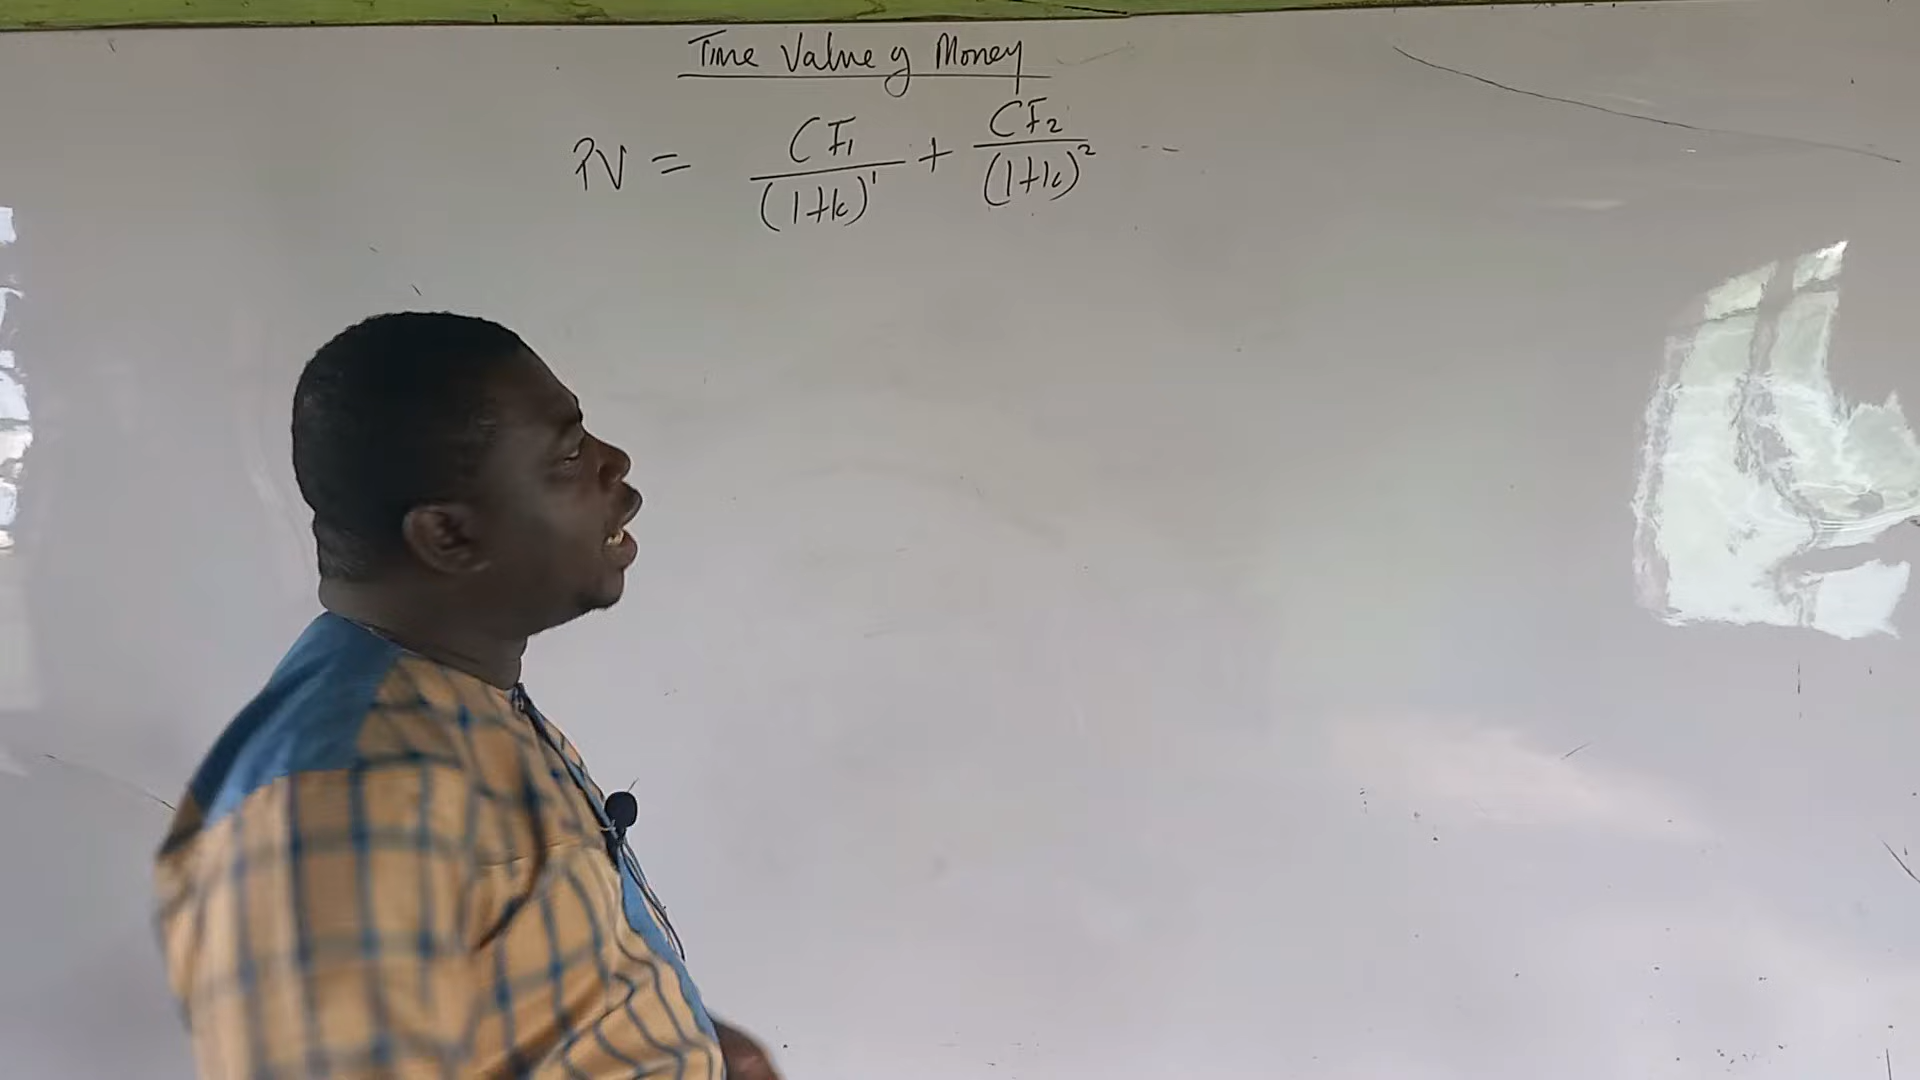 Time Value of Money
PV = CF₁/(1+k)¹ + CF₂/(1+k)² --